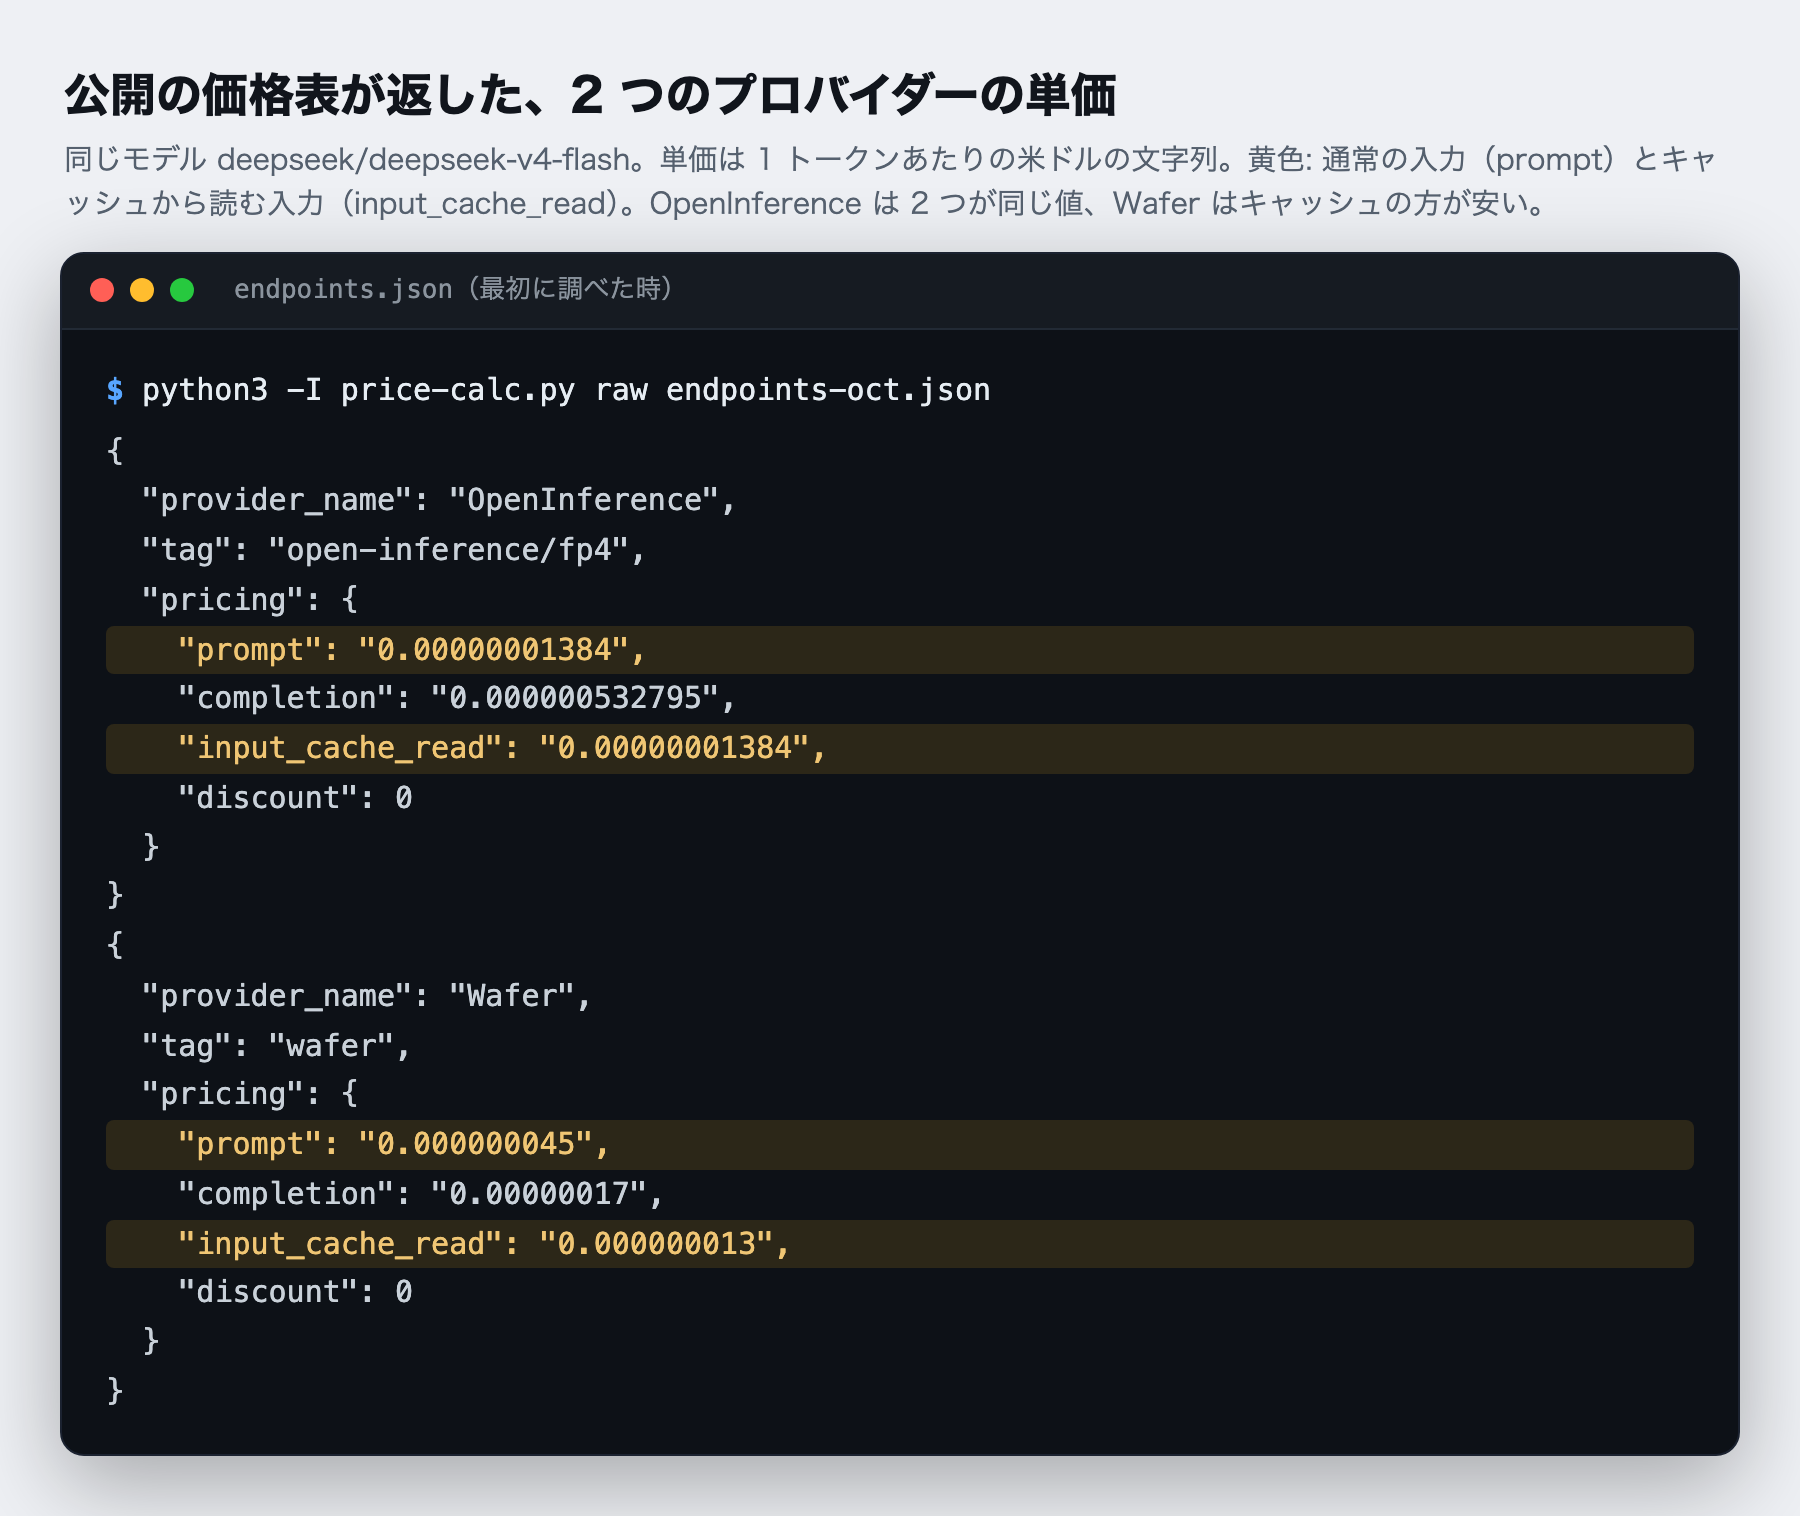 公開の価格表が返した、2 つのプロバイダーの単価
同じモデル deepseek/deepseek-v4-flash。単価は 1 トークンあたりの米ドルの文字列。黄色: 通常の入力（prompt）とキャ
ッシュから読む入力（input_cache_read）。OpenInference は 2 つが同じ値、Wafer はキャッシュの方が安い。
endpoints.json（最初に調べた時）
$ python3 -I price-calc.py raw endpoints-oct.json
{
  "provider_name": "OpenInference",
  "tag": "open-inference/fp4",
  "pricing": {
    "prompt": "0.00000001384",
    "completion": "0.000000532795",
    "input_cache_read": "0.00000001384",
    "discount": 0
  }
}
{
  "provider_name": "Wafer",
  "tag": "wafer",
  "pricing": {
    "prompt": "0.000000045",
    "completion": "0.00000017",
    "input_cache_read": "0.000000013",
    "discount": 0
  }
}